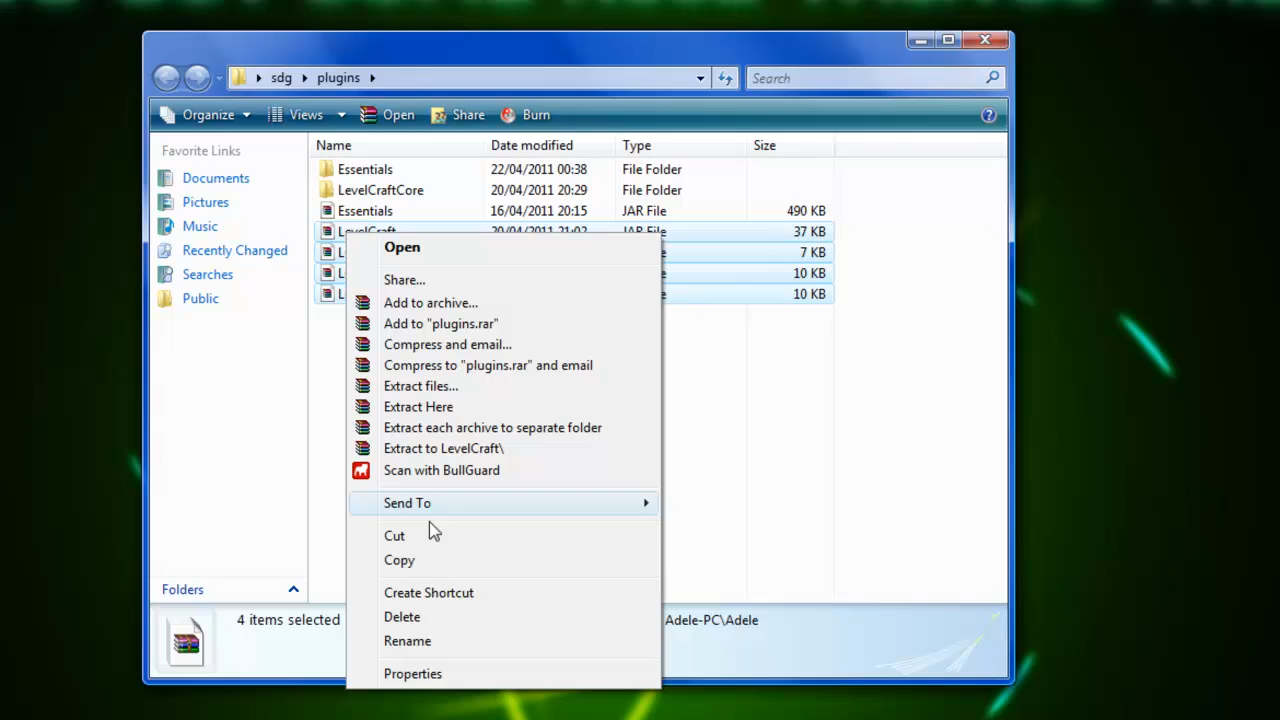 sdg plugins Search
Organize Views Open Share Burn
Favorite Links
Documents
Pictures
Music
Recently Changed
Searches
Public
Folders
Name Date modified Type Size
Essentials 22/04/2011 00:38 File Folder
LevelCraftCore 20/04/2011 20:29 File Folder
Essentials 16/04/2011 20:15 JAR File 490 KB
LevelCraft 20/04/2011 21:02 JAR File 37 KB
7 KB
10 KB
10 KB
Open
Share...
Add to archive...
Add to "plugins.rar"
Compress and email...
Compress to "plugins.rar" and email
Extract files...
Extract Here
Extract each archive to separate folder
Extract to LevelCraft\
Scan with BullGuard
Send To
Cut
Copy
Create Shortcut
Delete
Rename
Properties
4 items selected
Adele-PC\Adele